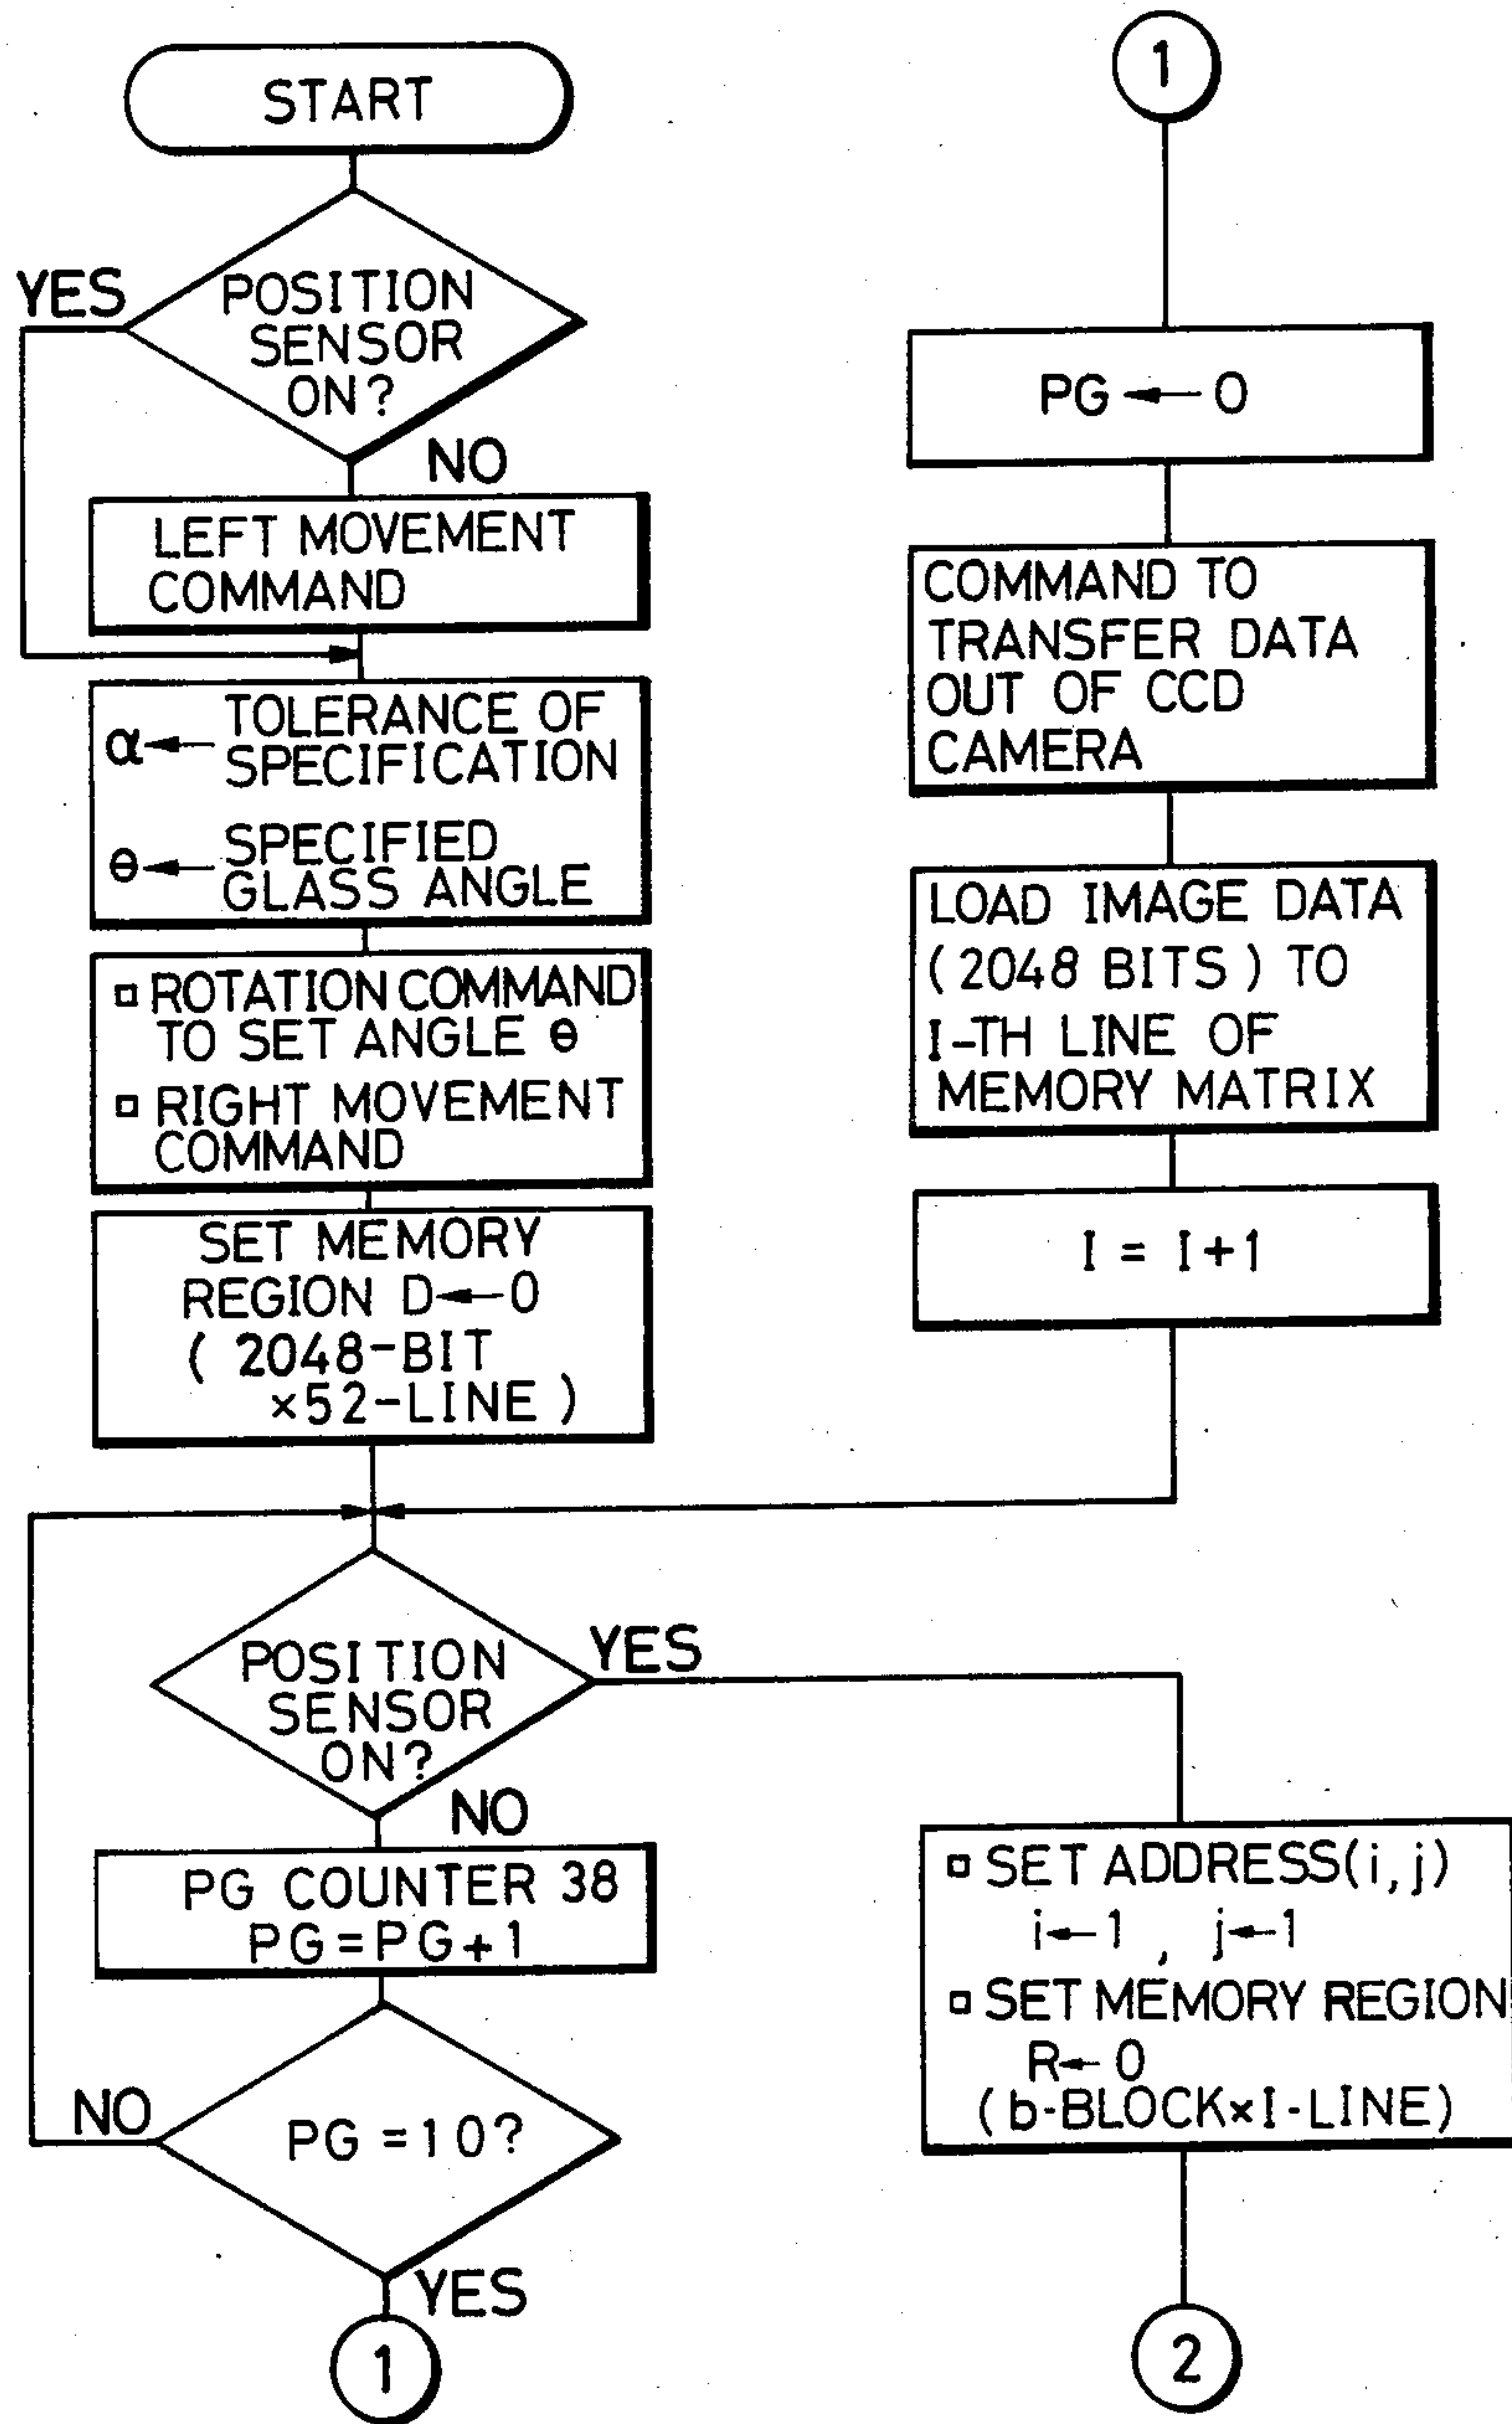 START
POSITION
SENSOR
ON?
YES
NO
LEFT MOVEMENT
COMMAND
α← TOLERANCE OF
SPECIFICATION
θ← SPECIFIED
GLASS ANGLE
▫ ROTATION COMMAND
TO SET ANGLE θ
▫ RIGHT MOVEMENT
COMMAND
SET MEMORY
REGION D←0
( 2048-BIT
×52-LINE )
POSITION
SENSOR
ON?
YES
NO
PG COUNTER 38
PG=PG+1
PG=10?
NO
YES
1
1
PG←0
COMMAND TO
TRANSFER DATA
OUT OF CCD
CAMERA
LOAD IMAGE DATA
(2048 BITS) TO
I-TH LINE OF
MEMORY MATRIX
I = I+1
▫ SET ADDRESS(i,j)
i←1 , j←1
▫ SET MEMORY REGION
R←0
(b-BLOCK×I-LINE)
2